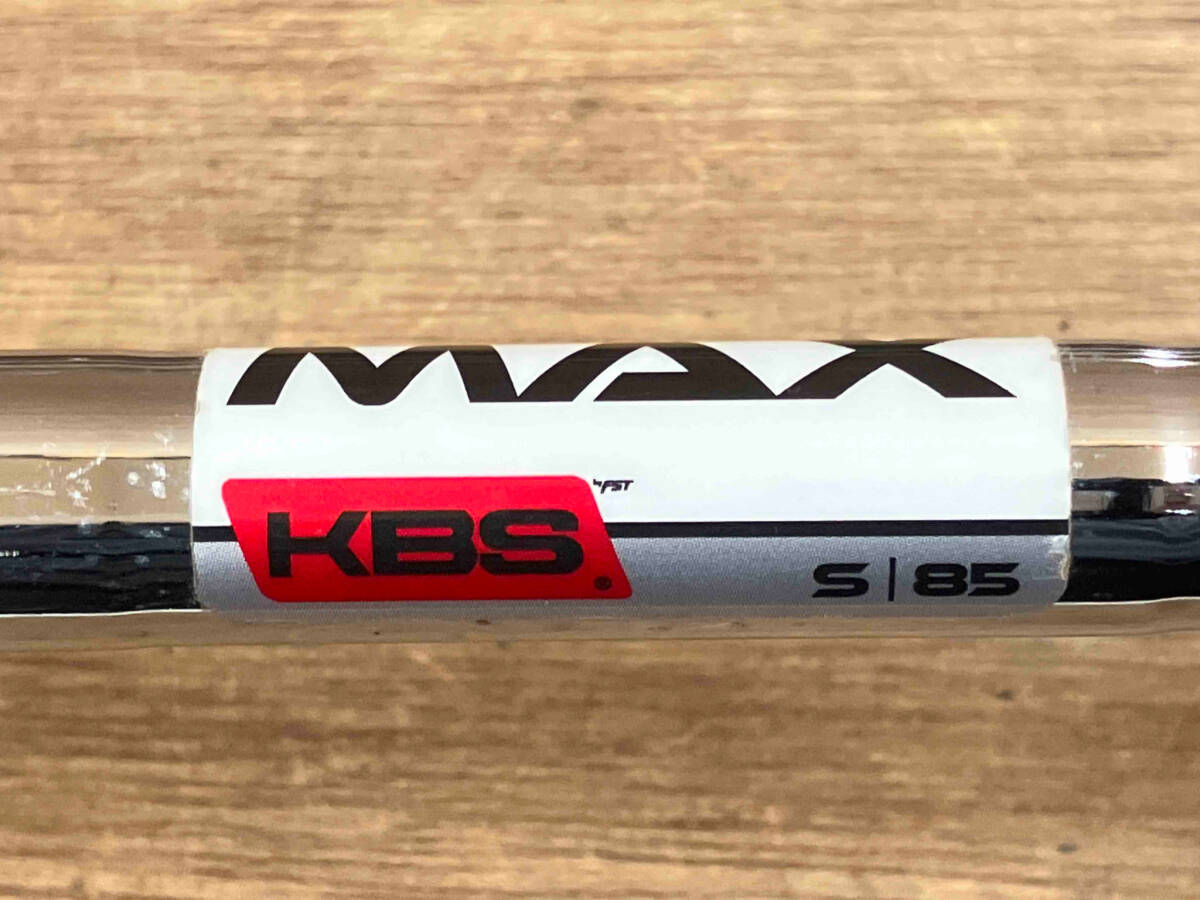 MAX
by FST
KBS®
S | 85